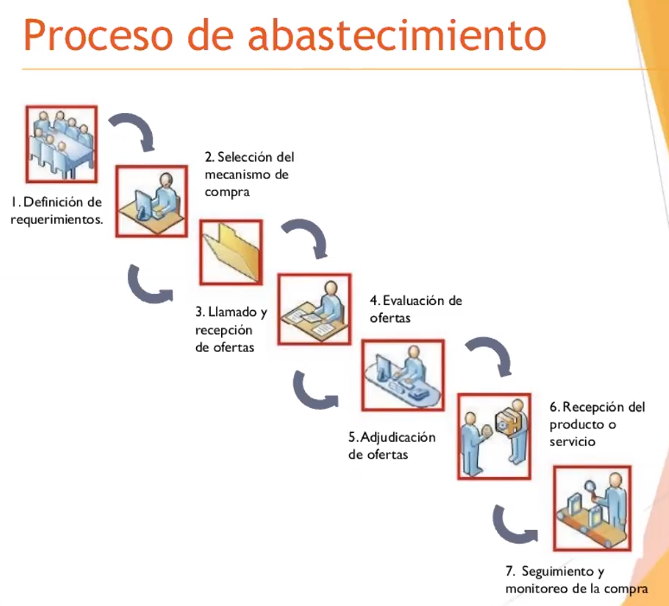 Proceso de abastecimiento
1. Definición de
requerimientos.
2. Selección del
mecanismo de
compra
3. Llamado y
recepción
de ofertas
4. Evaluación de
ofertas
5. Adjudicación
de ofertas
6. Recepción del
producto o
servicio
7. Seguimiento y
monitoreo de la compra